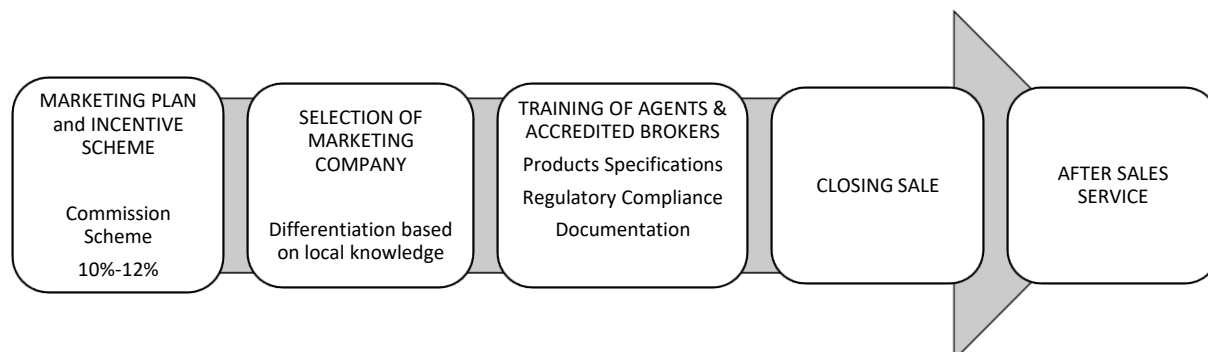 MARKETING PLAN
and INCENTIVE
SCHEME
Commission
Scheme
10%-12%
SELECTION OF
MARKETING
COMPANY
Differentiation based
on local knowledge
TRAINING OF AGENTS &
ACCREDITED BROKERS
Products Specifications
Regulatory Compliance
Documentation
CLOSING SALE
AFTER SALES
SERVICE